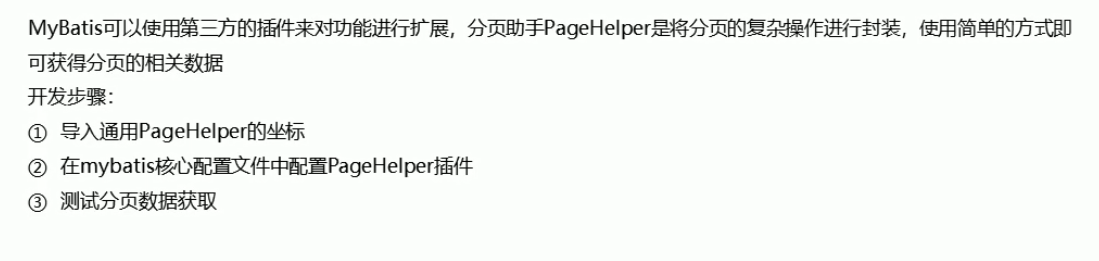 MyBatis可以使用第三方的插件来对功能进行扩展，分页助手PageHelper是将分页的复杂操作进行封装，使用简单的方式即
可获得分页的相关数据
开发步骤：
① 导入通用PageHelper的坐标
② 在mybatis核心配置文件中配置PageHelper插件
③ 测试分页数据获取